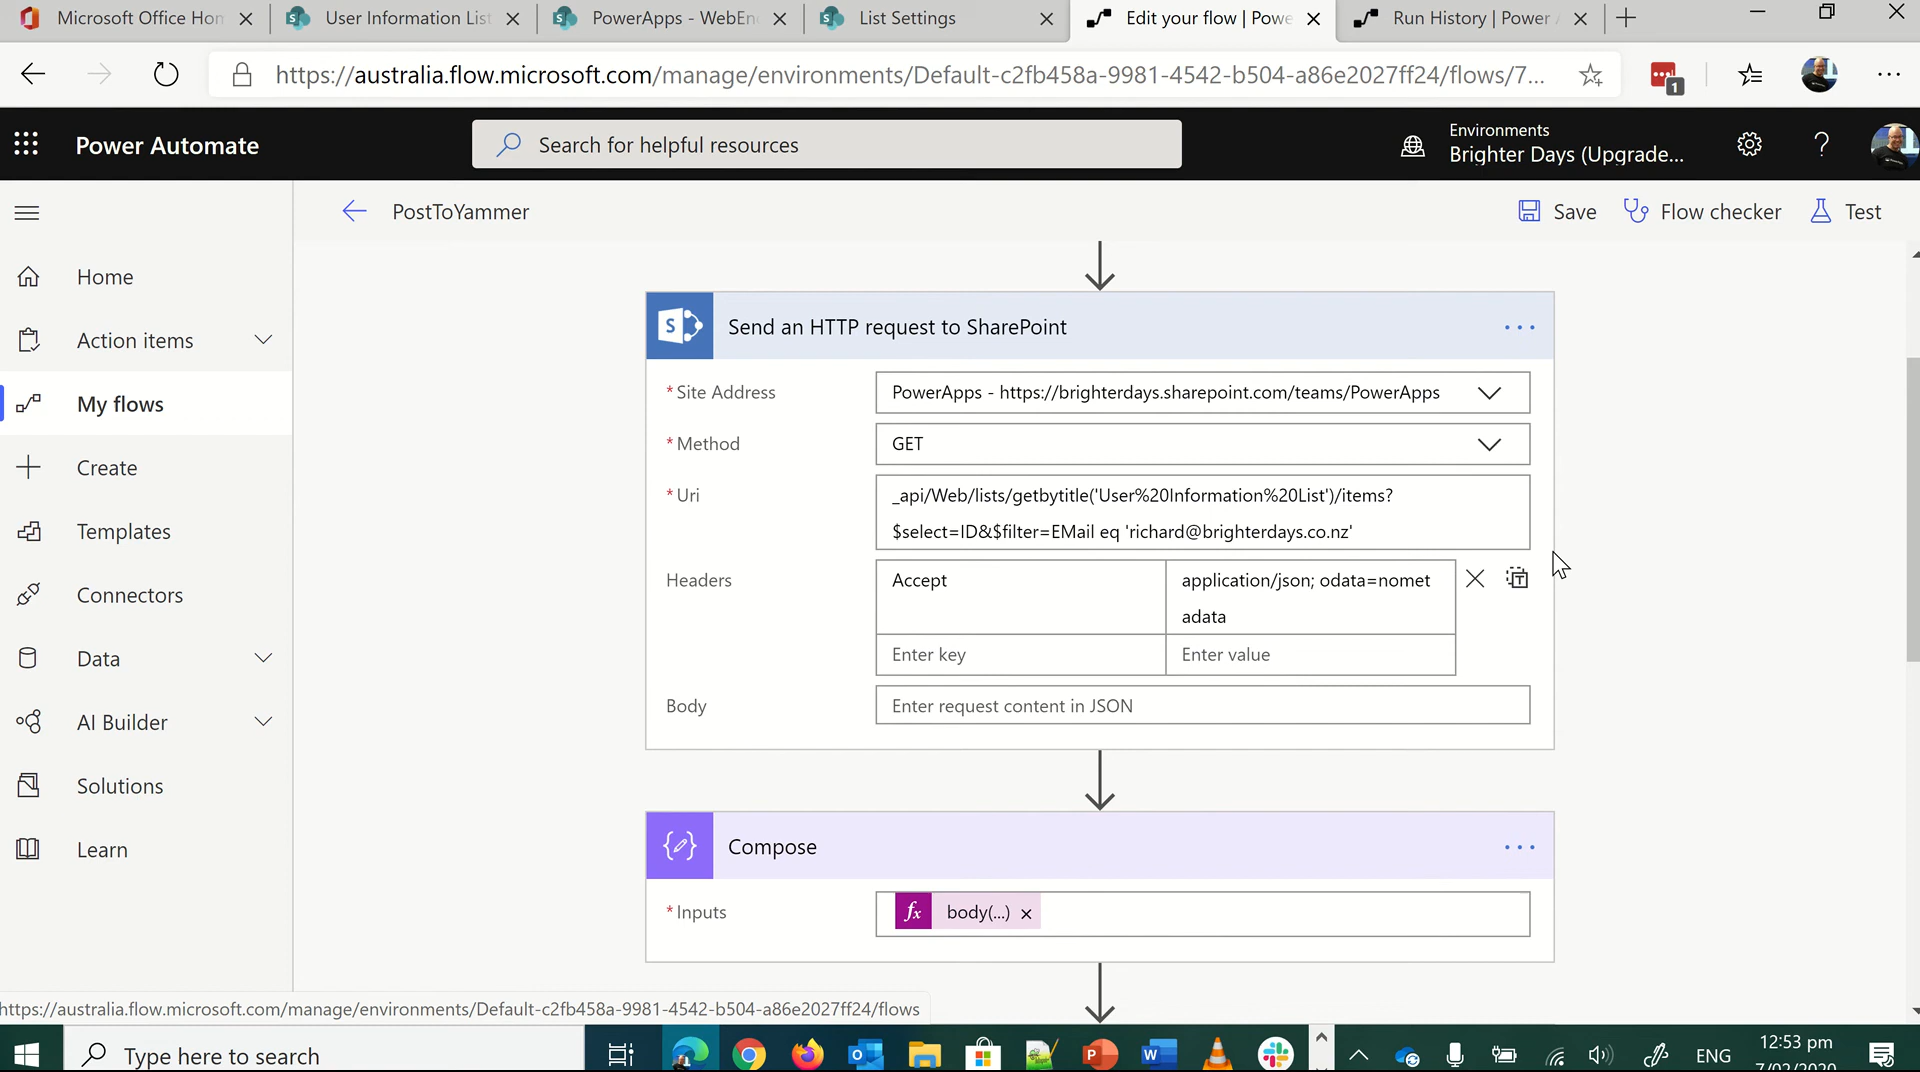 Microsoft Office Hon
User Information List
PowerApps - WebEn
List Settings
Edit your flow | Powe
Run History | Power A
https://australia.flow.microsoft.com/manage/environments/Default-c2fb458a-9981-4542-b504-a86e2027ff24/flows/7...
1
Power Automate
Search for helpful resources
Environments
Brighter Days (Upgrade...
PostToYammer
Save
Flow checker
Test
Home
Action items
My flows
Create
Templates
Connectors
Data
AI Builder
Solutions
Learn
Send an HTTP request to SharePoint
* Site Address
PowerApps - https://brighterdays.sharepoint.com/teams/PowerApps
* Method
GET
* Uri
_api/Web/lists/getbytitle('User%20Information%20List')/items?
$select=ID&$filter=EMail eq 'richard@brighterdays.co.nz'
Headers
Accept
application/json; odata=nomet
adata
Enter key
Enter value
Body
Enter request content in JSON
Compose
* Inputs
fx body(...) ×
https://australia.flow.microsoft.com/manage/environments/Default-c2fb458a-9981-4542-b504-a86e2027ff24/flows
Type here to search
ENG
12:53 pm
7/02/2020